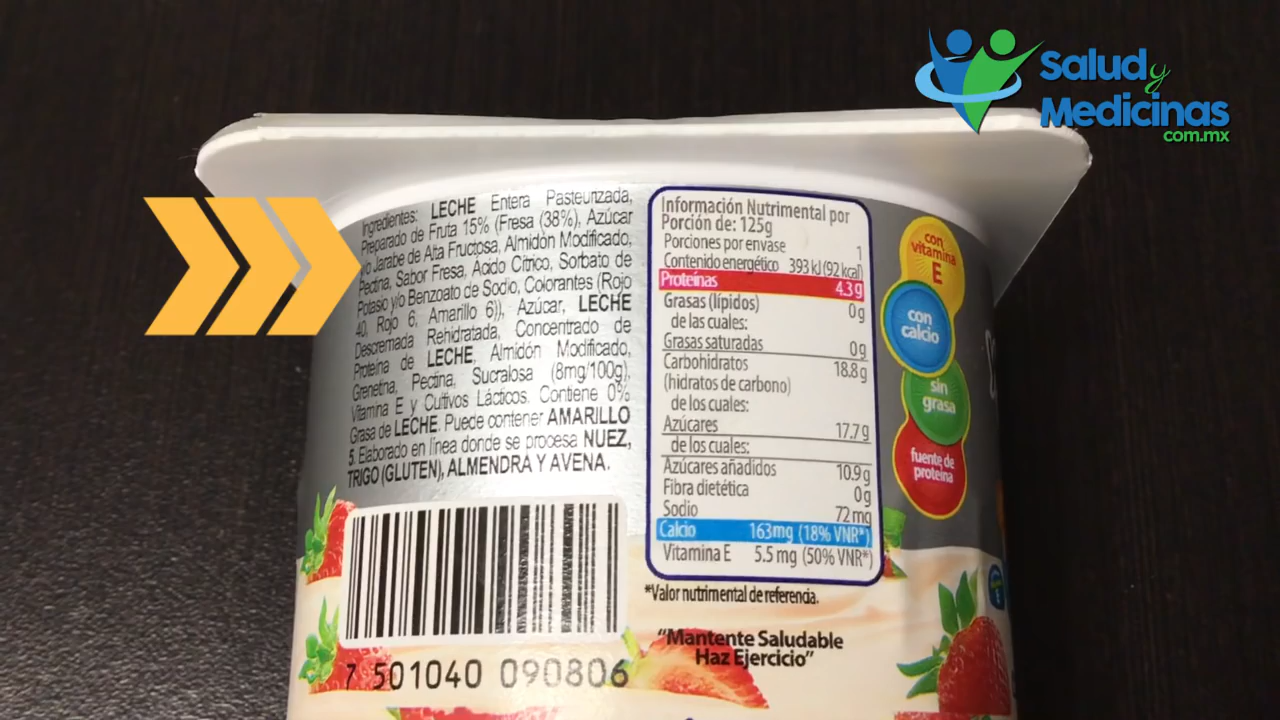 Salud y
Medicinas
com.mx
Ingredientes: LECHE Entera Pasteurizada,
Preparado de Fruta 15% (Fresa (38%), Azúcar
y/o Jarabe de Alta Fructosa, Almidón Modificado,
Pectina, Sabor Fresa, Acido Cítrico, Sorbato de
Potasio y/o Benzoato de Sodio, Colorantes (Rojo
40, Rojo 6, Amarillo 6)), Azúcar, LECHE
Descremada Rehidratada, Concentrado de
Proteína de LECHE, Almidón Modificado,
Grenetina, Pectina, Sucralosa (8mg/100g),
Vitamina E y Cultivos Lácticos. Contiene 0%
Grasa de LECHE. Puede contener AMARILLO
5. Elaborado en línea donde se procesa NUEZ,
TRIGO (GLUTEN), ALMENDRA Y AVENA.
7 501040 090806
Información Nutrimental por
Porción de: 125g
Porciones por envase 1
Contenido energético 393 kJ (92 kcal)
Proteínas 4.3 g
Grasas (lípidos) 0 g
de las cuales:
Grasas saturadas 0 g
Carbohidratos 18.8 g
(hidratos de carbono)
de los cuales:
Azúcares 17.7 g
de los cuales:
Azúcares añadidos 10.9 g
Fibra dietética 0 g
Sodio 72 mg
Calcio 163mg (18% VNR*)
Vitamina E 5.5 mg (50% VNR*)
*Valor nutrimental de referencia.
"Mantente Saludable
Haz Ejercicio"
con
vitamina
E
con
calcio
sin
grasa
fuente de
proteína